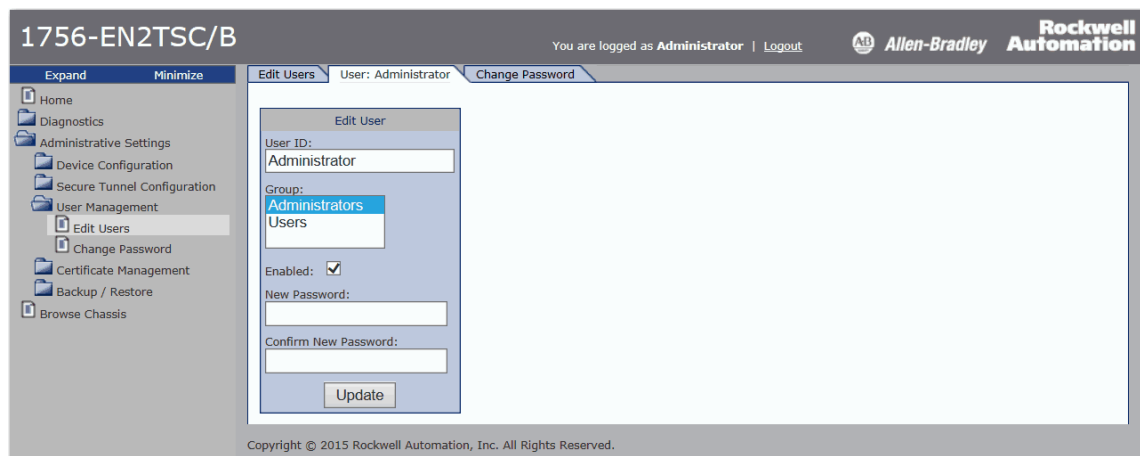 1756-EN2TSC/B
You are logged as Administrator | Logout
AB Allen-Bradley
Rockwell
Automation
Expand Minimize
Home
Diagnostics
Administrative Settings
Device Configuration
Secure Tunnel Configuration
User Management
Edit Users
Change Password
Certificate Management
Backup / Restore
Browse Chassis
Edit Users User: Administrator Change Password
Edit User
User ID:
Administrator
Group:
Administrators
Users
Enabled:
New Password:
Confirm New Password:
Update
Copyright © 2015 Rockwell Automation, Inc. All Rights Reserved.